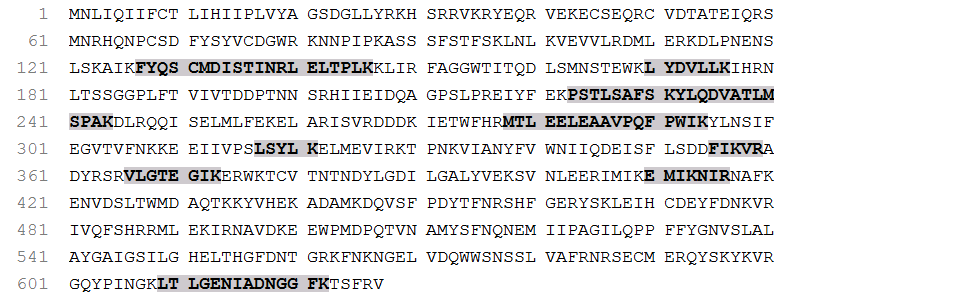 1 MNLIQIIFCT LIHIIPLVYA GSDGLLYRKH SRRVKRYEQR VEKECSEQRC VDTATEIQRS
61 MNRHQNPCSD FYSYVCDGWR KNNPIPKASS SFSTFSKLNL KVEVVLRDML ERKDLPNENS
121 LSKAIKFYQS CMDISTINRL ELTPLKKLIR FAGGWTITQD LSMNSTEWKL YDVLLKIHRN
181 LTSSGGPLFT VIVTDDPTNN SRHIIEIDQA GPSLPREIYF EKPSTLSAFS KYLQDVATLM
241 SPAKDLRQQI SELMLFEKEL ARISVRDDDK IETWFHRMTL EELEAAVPQF PWIKYLNSIF
301 EGVTVFNKKE EIIVPSLSYL KELMEVIRKT PNKVIANYFV WNIIQDEISF LSDDFIKVRA
361 DYRSRVLGTE GIKERWKTCV TNTNDYLGDI LGALYVEKSV NLEERIMIKE MIKNIRNAFK
421 ENVDSLTWMD AQTKKYVHEK ADAMKDQVSF PDYTFNRSHF GERYSKLEIH CDEYFDNKVR
481 IVQFSHRRML EKIRNAVDKE EWPMDPQTVN AMYSFNQNEM IIPAGILQPP FFYGNVSLAL
541 AYGAIGSILG HELTHGFDNT GRKFNKNGEL VDQWWSNSSL VAFRNRSECM ERQYSKYKVR
601 GQYPINGKLT LGENIADNGG FKTSFRV